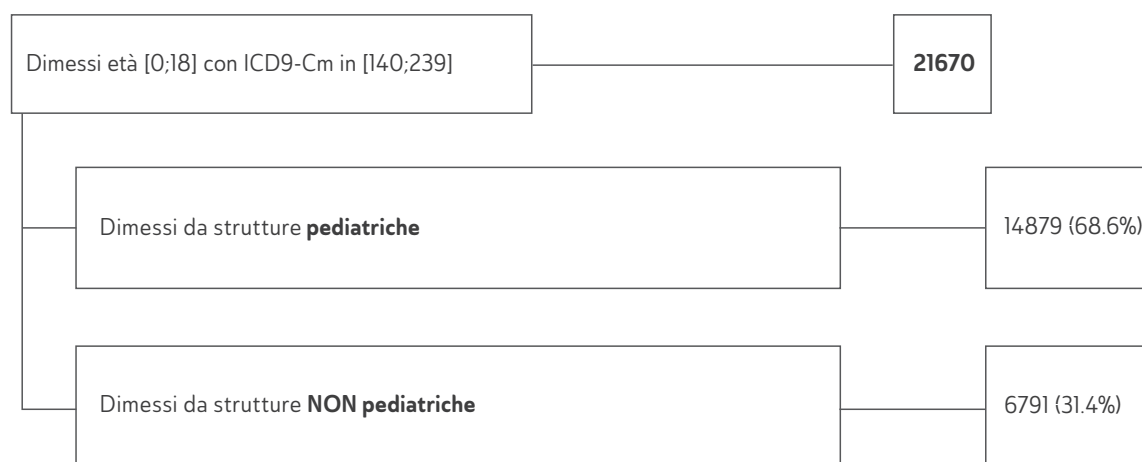 Dimessi età [0;18] con ICD9-Cm in [140;239] 21670
Dimessi da strutture pediatriche 14879 (68.6%)
Dimessi da strutture NON pediatriche 6791 (31.4%)